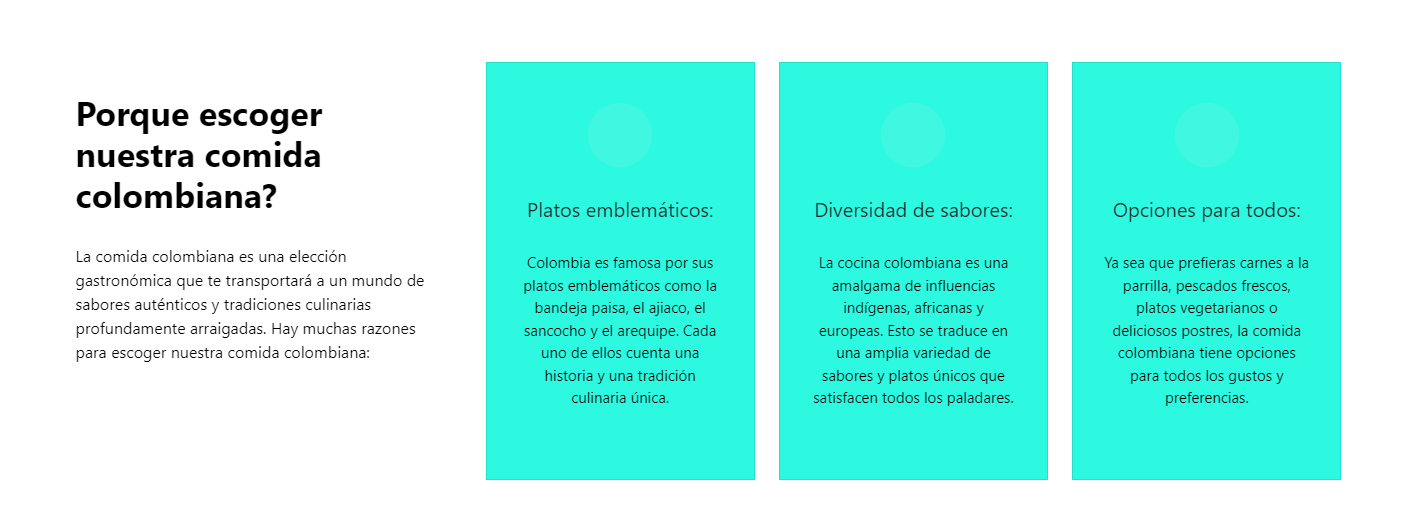 Porque escoger
nuestra comida
colombiana?
La comida colombiana es una elección
gastronómica que te transportará a un mundo de
sabores auténticos y tradiciones culinarias
profundamente arraigadas. Hay muchas razones
para escoger nuestra comida colombiana:
Platos emblemáticos:
Colombia es famosa por sus
platos emblemáticos como la
bandeja paisa, el ajiaco, el
sancocho y el arequipe. Cada
uno de ellos cuenta una
historia y una tradición
culinaria única.
Diversidad de sabores:
La cocina colombiana es una
amalgama de influencias
indígenas, africanas y
europeas. Esto se traduce en
una amplia variedad de
sabores y platos únicos que
satisfacen todos los paladares.
Opciones para todos:
Ya sea que prefieras carnes a la
parrilla, pescados frescos,
platos vegetarianos o
deliciosos postres, la comida
colombiana tiene opciones
para todos los gustos y
preferencias.